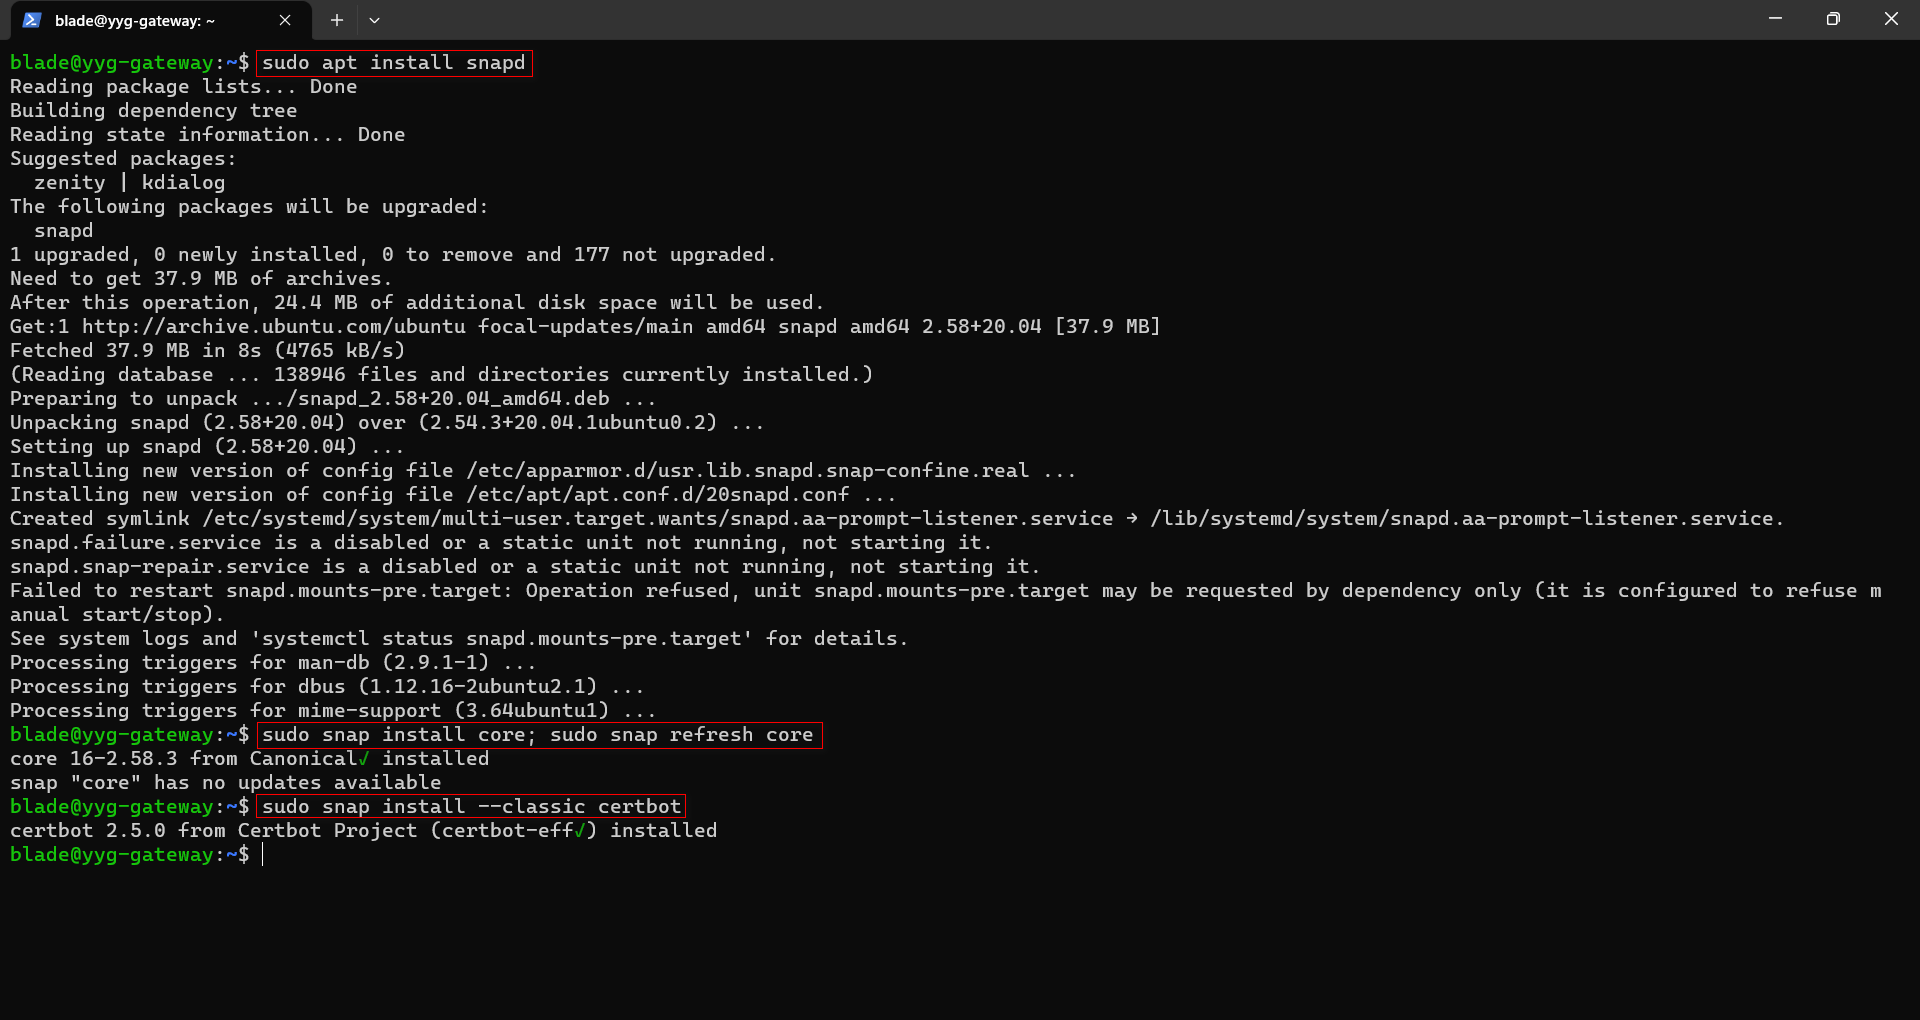 blade@yyg-gateway: ~
blade@yyg-gateway:~$ sudo apt install snapd
Reading package lists... Done
Building dependency tree
Reading state information... Done
Suggested packages:
  zenity | kdialog
The following packages will be upgraded:
  snapd
1 upgraded, 0 newly installed, 0 to remove and 177 not upgraded.
Need to get 37.9 MB of archives.
After this operation, 24.4 MB of additional disk space will be used.
Get:1 http://archive.ubuntu.com/ubuntu focal-updates/main amd64 snapd amd64 2.58+20.04 [37.9 MB]
Fetched 37.9 MB in 8s (4765 kB/s)
(Reading database ... 138946 files and directories currently installed.)
Preparing to unpack .../snapd_2.58+20.04_amd64.deb ...
Unpacking snapd (2.58+20.04) over (2.54.3+20.04.1ubuntu0.2) ...
Setting up snapd (2.58+20.04) ...
Installing new version of config file /etc/apparmor.d/usr.lib.snapd.snap-confine.real ...
Installing new version of config file /etc/apt/apt.conf.d/20snapd.conf ...
Created symlink /etc/systemd/system/multi-user.target.wants/snapd.aa-prompt-listener.service → /lib/systemd/system/snapd.aa-prompt-listener.service.
snapd.failure.service is a disabled or a static unit not running, not starting it.
snapd.snap-repair.service is a disabled or a static unit not running, not starting it.
Failed to restart snapd.mounts-pre.target: Operation refused, unit snapd.mounts-pre.target may be requested by dependency only (it is configured to refuse m
anual start/stop).
See system logs and 'systemctl status snapd.mounts-pre.target' for details.
Processing triggers for man-db (2.9.1-1) ...
Processing triggers for dbus (1.12.16-2ubuntu2.1) ...
Processing triggers for mime-support (3.64ubuntu1) ...
blade@yyg-gateway:~$ sudo snap install core; sudo snap refresh core
core 16-2.58.3 from Canonical✓ installed
snap "core" has no updates available
blade@yyg-gateway:~$ sudo snap install --classic certbot
certbot 2.5.0 from Certbot Project (certbot-eff✓) installed
blade@yyg-gateway:~$